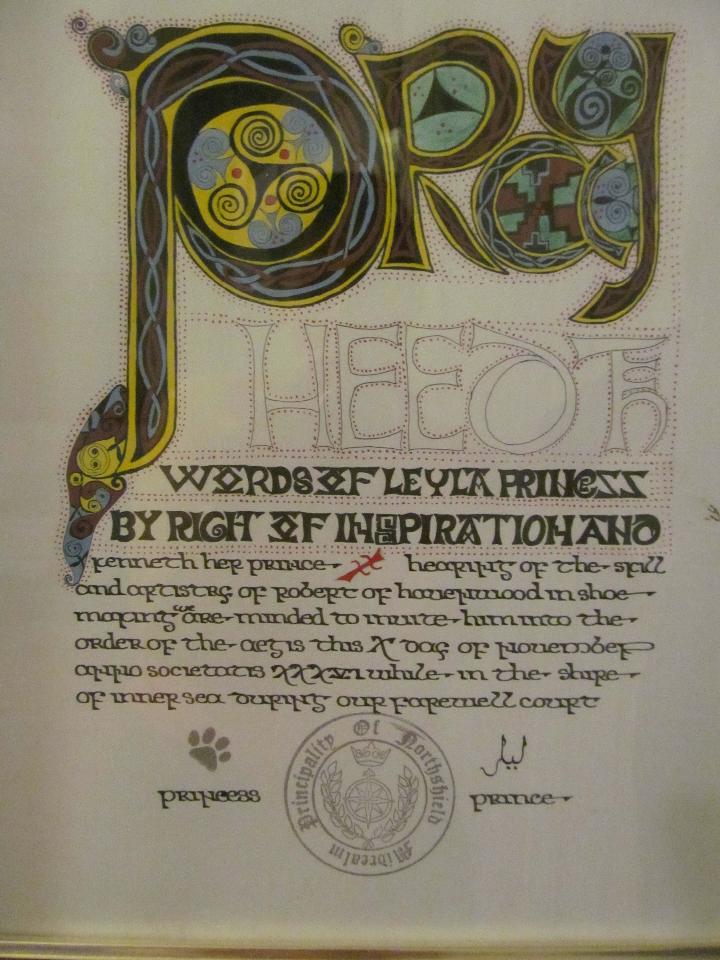 PRay
HEED THE
WORDS OF LEYLA PRINCESS
BY RIGHT OF INSPIRATION AND
kenneth her prince hearing of the skill
and artistry of robert of havenwood in shoe
making we are minded to invite him into the
order of the aegis this X day of november
anno societatis XXXVI while in the shire
of inner sea during our farewell court
Principality Of Northshield
Midrealm
princess
prince